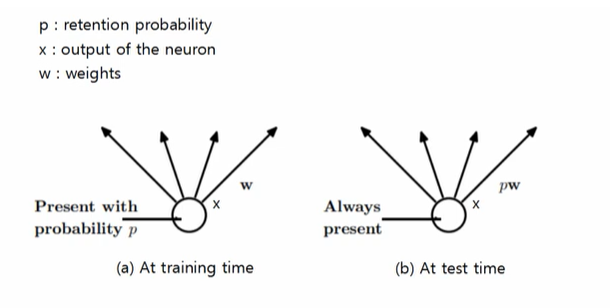 p : retention probability
x : output of the neuron
w : weights
w
x
Present with
probability p
(a) At training time
pw
x
Always
present
(b) At test time